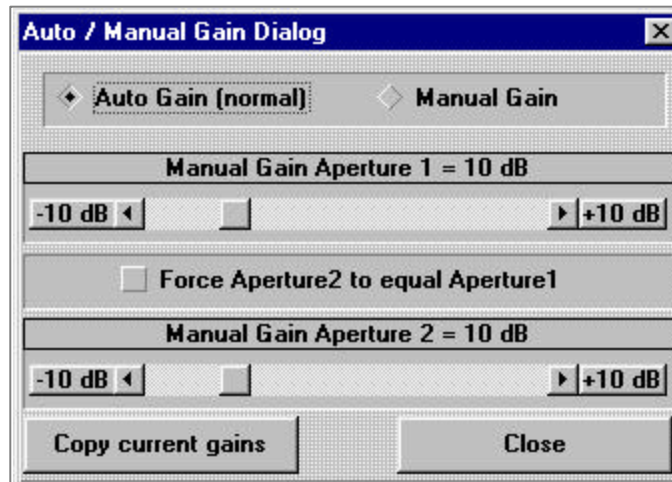 Auto / Manual Gain Dialog
Auto Gain (normal) Manual Gain
Manual Gain Aperture 1 = 10 dB
-10 dB +10 dB
Force Aperture2 to equal Aperture1
Manual Gain Aperture 2 = 10 dB
-10 dB +10 dB
Copy current gains Close